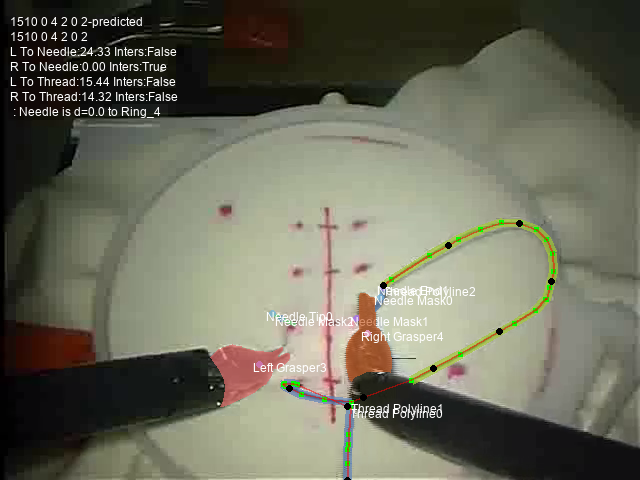 1510 0 4 2 0 2-predicted
1510 0 4 2 0 2
L To Needle:24.33 Inters:False
R To Needle:0.00 Inters:True
L To Thread:15.44 Inters:False
R To Thread:14.32 Inters:False
: Needle is d=0.0 to Ring_4
Thread Polyline2
Needle Mask0
Needle Tip0
Needle Mask2
Needle Mask1
Right Grasper4
Left Grasper3
Thread Polyline1
Thread Polyline0